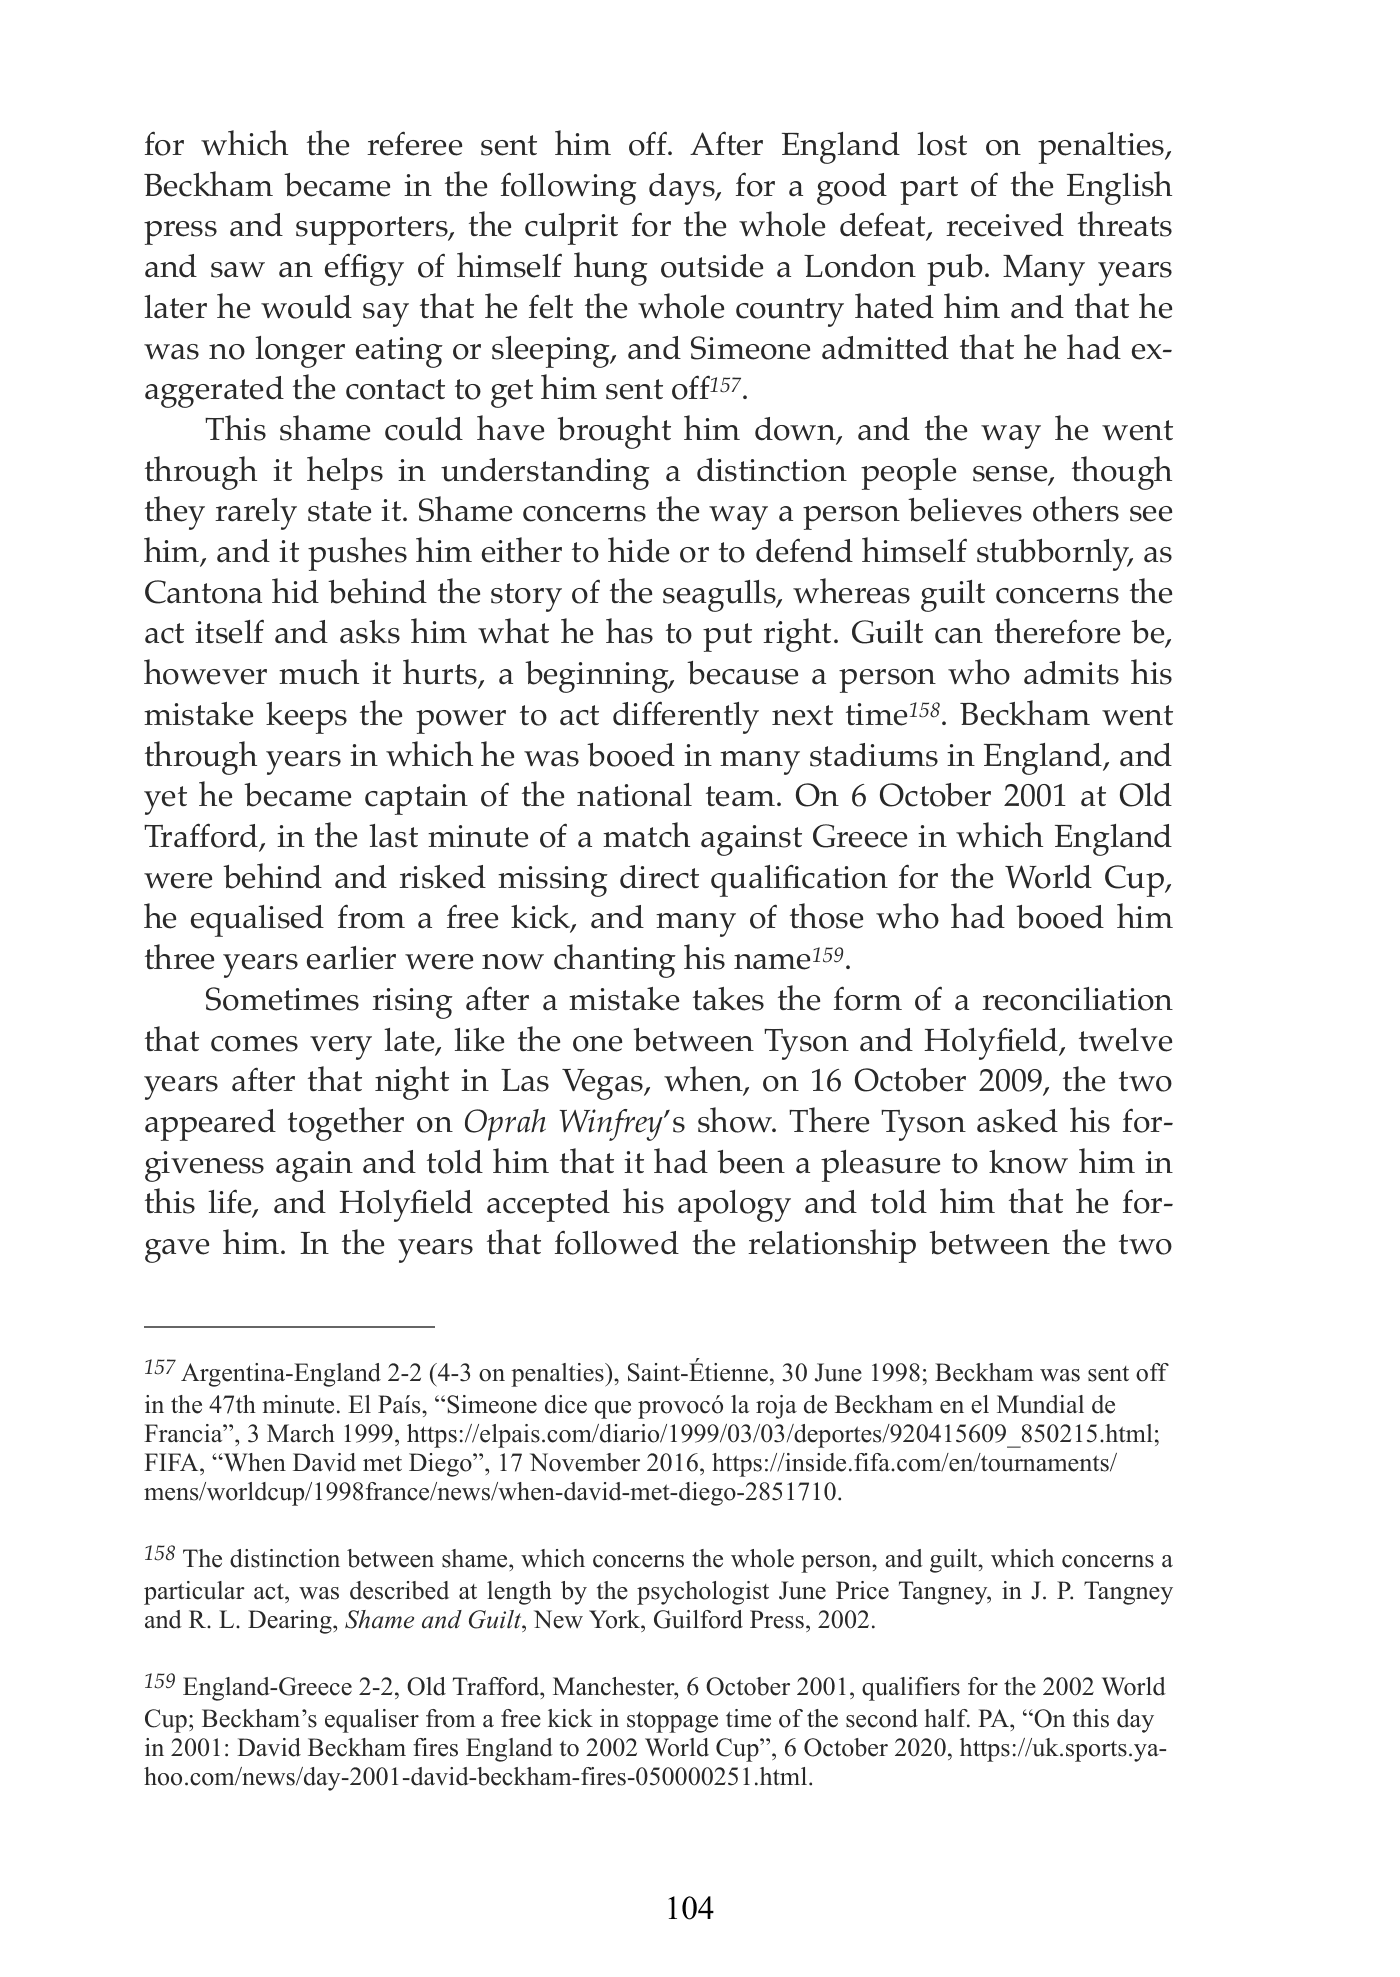 for which the referee sent him off. After England lost on penalties,
Beckham became in the following days, for a good part of the English
press and supporters, the culprit for the whole defeat, received threats
and saw an effigy of himself hung outside a London pub. Many years
later he would say that he felt the whole country hated him and that he
was no longer eating or sleeping, and Simeone admitted that he had ex-
aggerated the contact to get him sent off157.
This shame could have brought him down, and the way he went
through it helps in understanding a distinction people sense, though
they rarely state it. Shame concerns the way a person believes others see
him, and it pushes him either to hide or to defend himself stubbornly, as
Cantona hid behind the story of the seagulls, whereas guilt concerns the
act itself and asks him what he has to put right. Guilt can therefore be,
however much it hurts, a beginning, because a person who admits his
mistake keeps the power to act differently next time158. Beckham went
through years in which he was booed in many stadiums in England, and
yet he became captain of the national team. On 6 October 2001 at Old
Trafford, in the last minute of a match against Greece in which England
were behind and risked missing direct qualification for the World Cup,
he equalised from a free kick, and many of those who had booed him
three years earlier were now chanting his name159.
Sometimes rising after a mistake takes the form of a reconciliation
that comes very late, like the one between Tyson and Holyfield, twelve
years after that night in Las Vegas, when, on 16 October 2009, the two
appeared together on Oprah Winfrey’s show. There Tyson asked his for-
giveness again and told him that it had been a pleasure to know him in
this life, and Holyfield accepted his apology and told him that he for-
gave him. In the years that followed the relationship between the two
157 Argentina-England 2-2 (4-3 on penalties), Saint-Étienne, 30 June 1998; Beckham was sent off
in the 47th minute. El País, “Simeone dice que provocó la roja de Beckham en el Mundial de
Francia”, 3 March 1999, https://elpais.com/diario/1999/03/03/deportes/920415609_850215.html;
FIFA, “When David met Diego”, 17 November 2016, https://inside.fifa.com/en/tournaments/
mens/worldcup/1998france/news/when-david-met-diego-2851710.
158 The distinction between shame, which concerns the whole person, and guilt, which concerns a
particular act, was described at length by the psychologist June Price Tangney, in J. P. Tangney
and R. L. Dearing, Shame and Guilt, New York, Guilford Press, 2002.
159 England-Greece 2-2, Old Trafford, Manchester, 6 October 2001, qualifiers for the 2002 World
Cup; Beckham’s equaliser from a free kick in stoppage time of the second half. PA, “On this day
in 2001: David Beckham fires England to 2002 World Cup”, 6 October 2020, https://uk.sports.ya-
hoo.com/news/day-2001-david-beckham-fires-050000251.html.
104